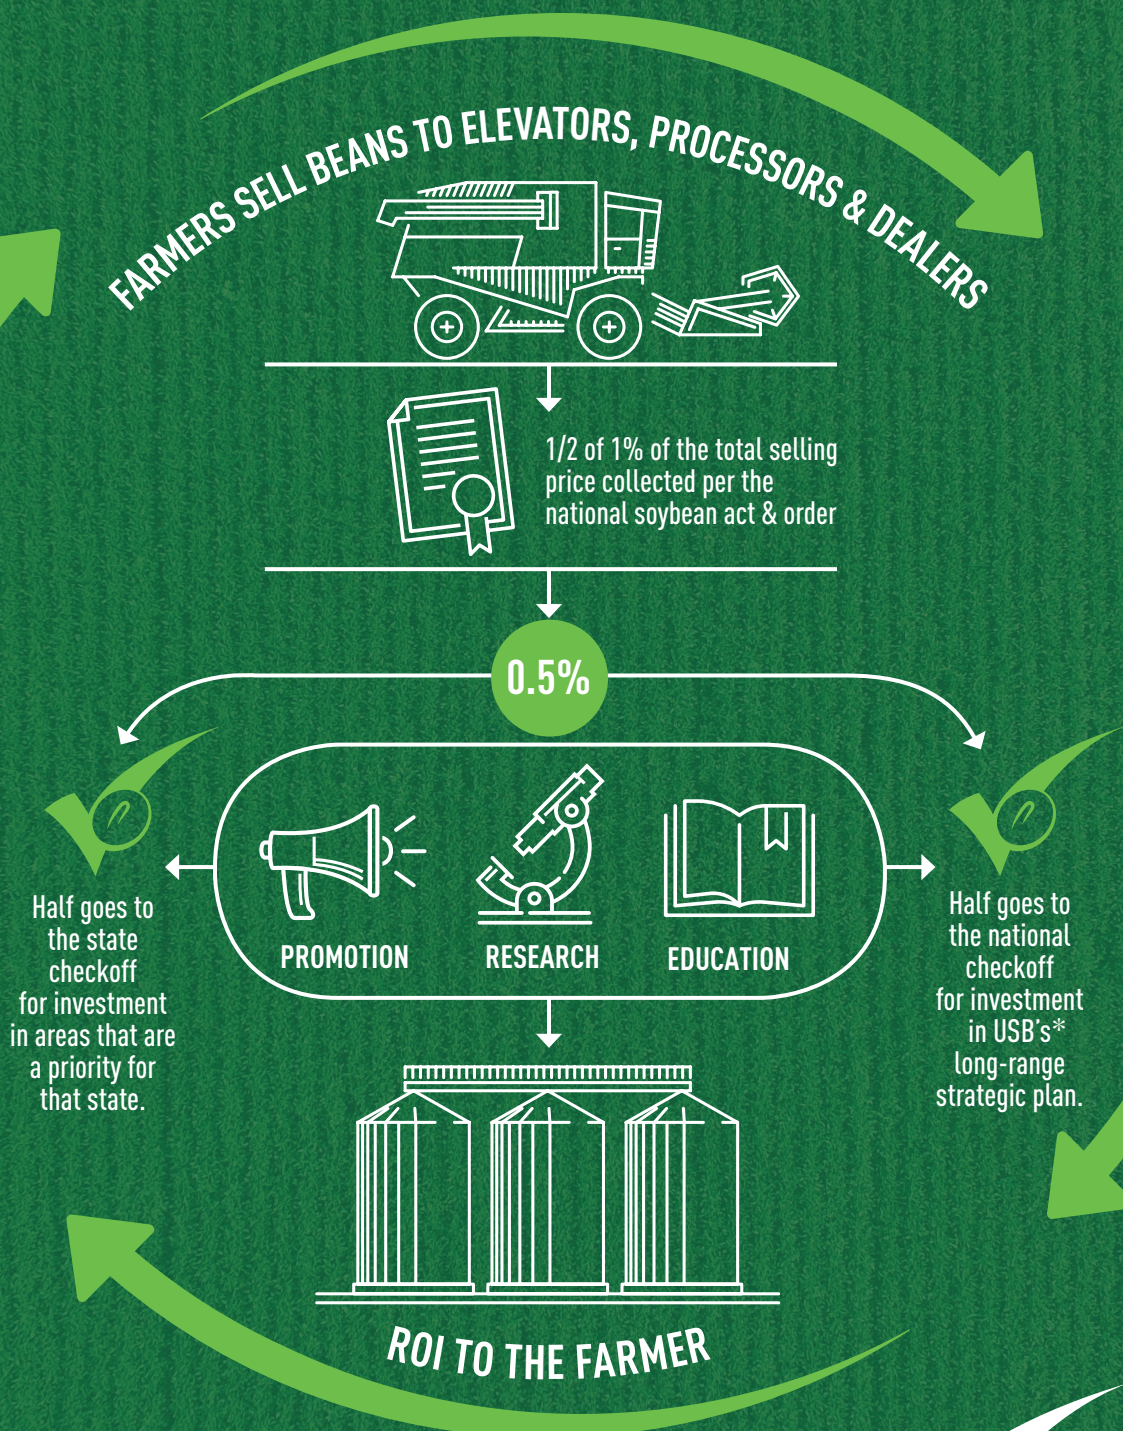 FARMERS SELL BEANS TO ELEVATORS, PROCESSORS & DEALERS
1/2 of 1% of the total selling
price collected per the
national soybean act & order
0.5%
PROMOTION
RESEARCH
EDUCATION
Half goes to
the state
checkoff
for investment
in areas that are
a priority for
that state.
Half goes to
the national
checkoff
for investment
in USB's*
long-range
strategic plan.
ROI TO THE FARMER